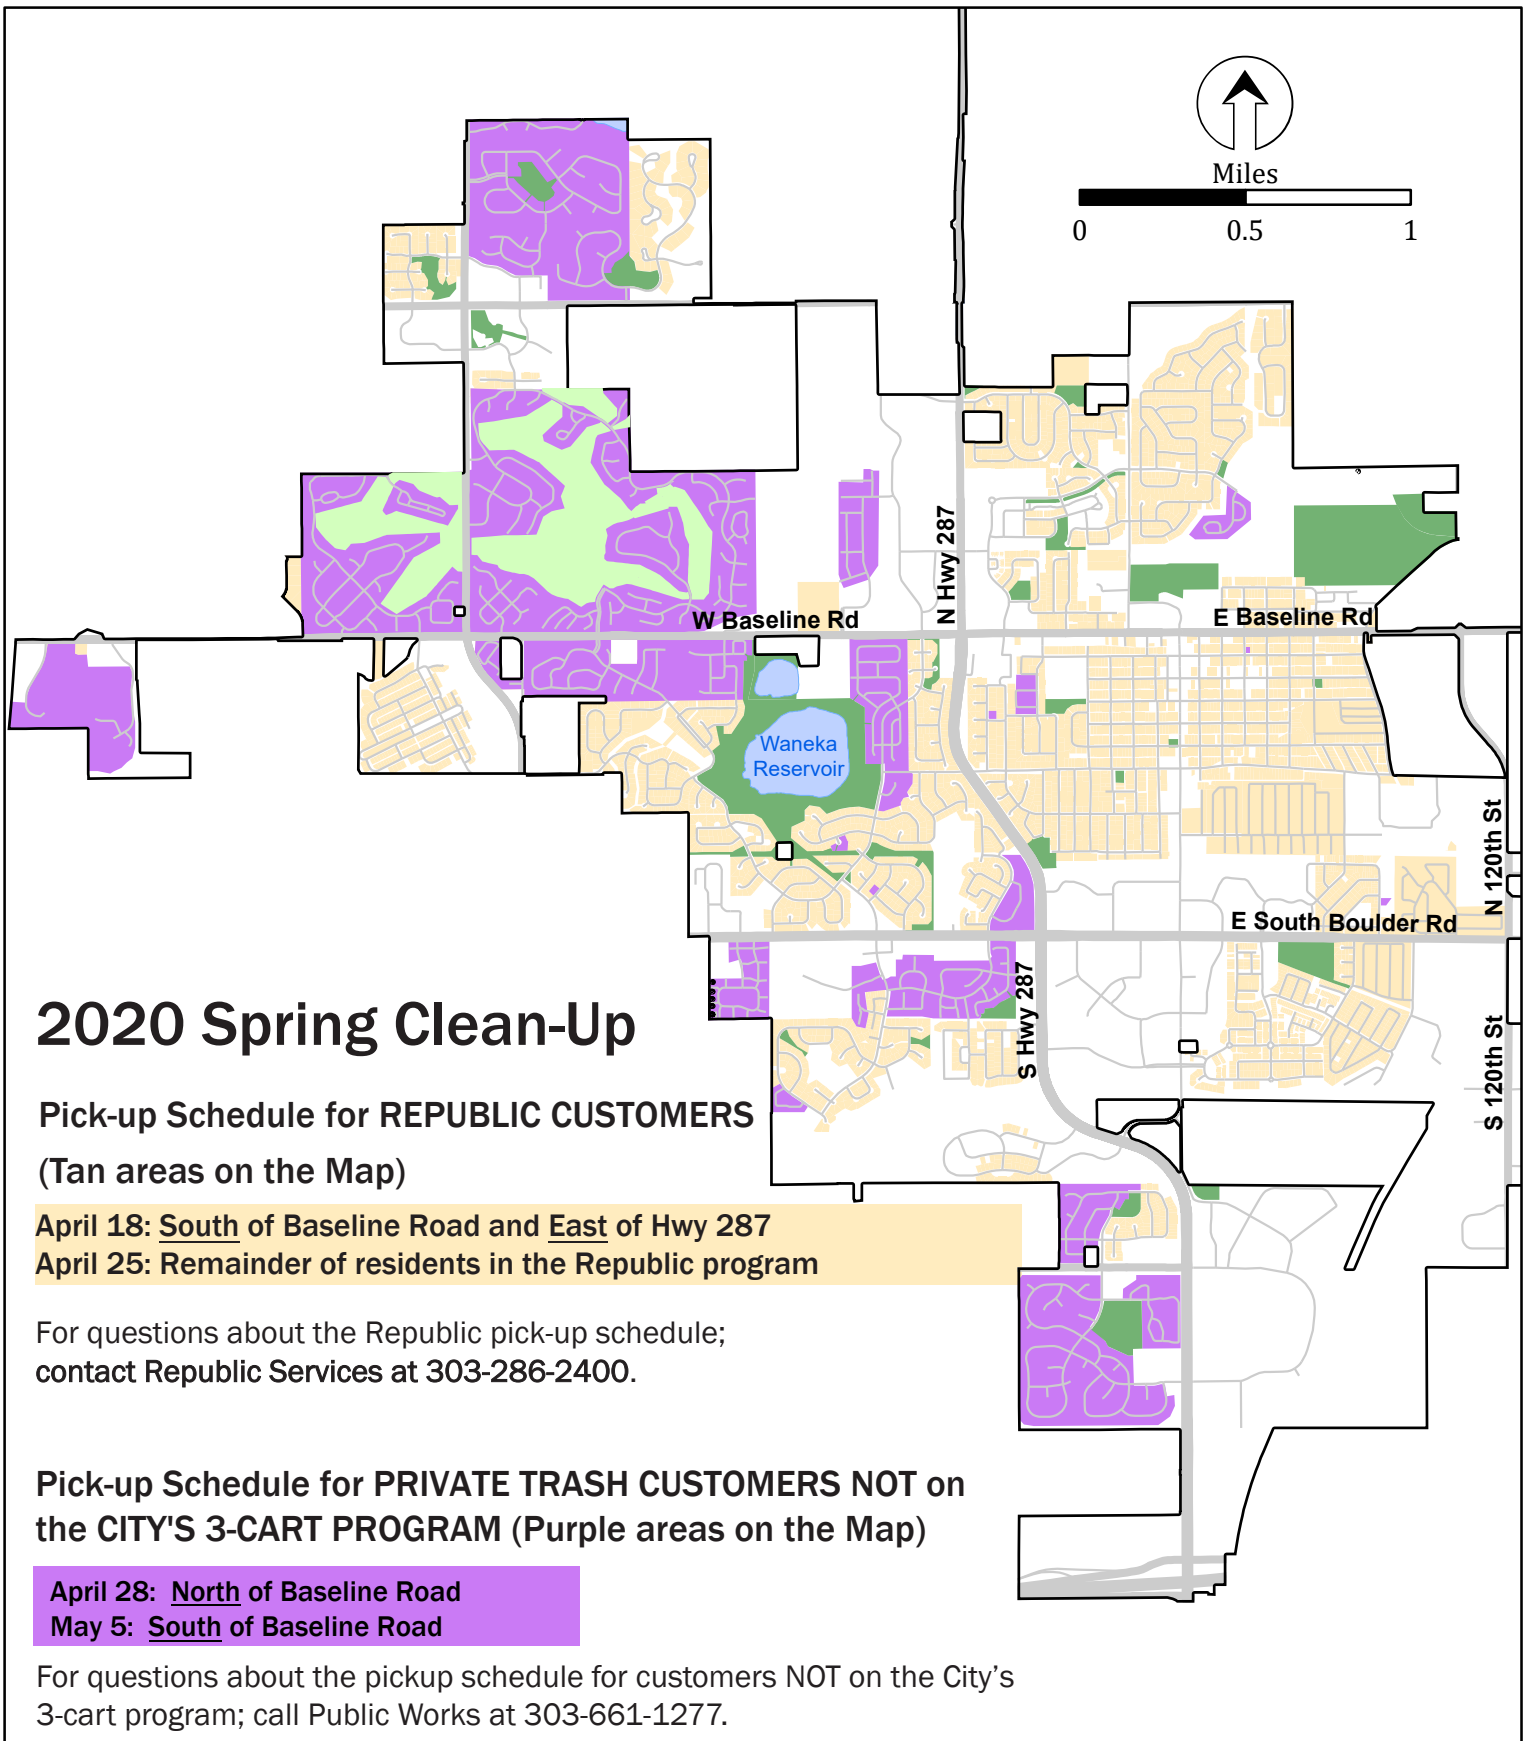 Miles
0 0.5 1
N Hwy 287
W Baseline Rd
E Baseline Rd
Waneka
Reservoir
N 120th St
E South Boulder Rd
S Hwy 287
S 120th St
2020 Spring Clean-Up
Pick-up Schedule for REPUBLIC CUSTOMERS
(Tan areas on the Map)
April 18: South of Baseline Road and East of Hwy 287
April 25: Remainder of residents in the Republic program
For questions about the Republic pick-up schedule;
contact Republic Services at 303-286-2400.
Pick-up Schedule for PRIVATE TRASH CUSTOMERS NOT on
the CITY'S 3-CART PROGRAM (Purple areas on the Map)
April 28: North of Baseline Road
May 5: South of Baseline Road
For questions about the pickup schedule for customers NOT on the City’s
3-cart program; call Public Works at 303-661-1277.